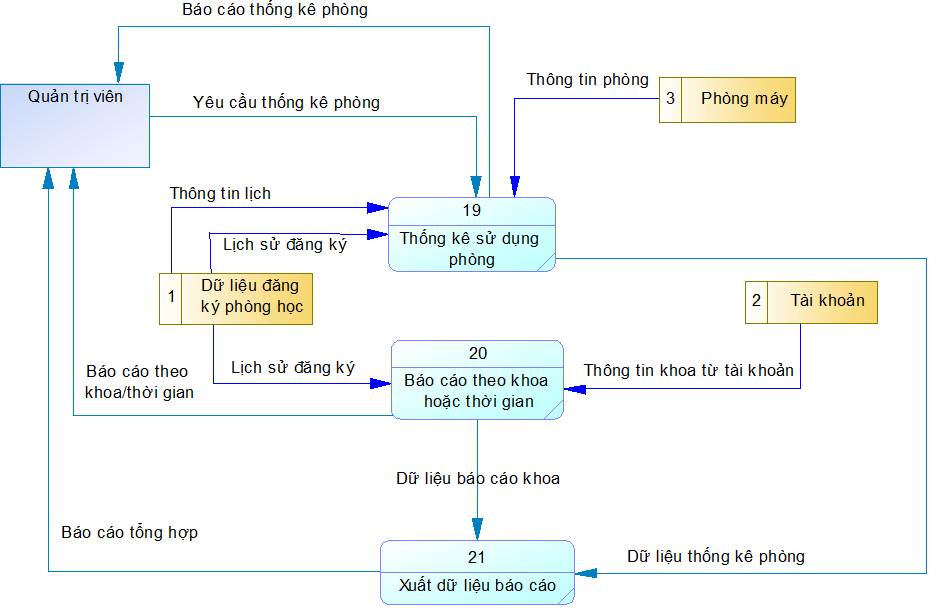 Báo cáo thống kê phòng
Thông tin phòng
3
Phòng máy
Quản trị viên
Yêu cầu thống kê phòng
Thông tin lịch
19
Thống kê sử dụng
phòng
Lịch sử đăng ký
1
Dữ liệu đăng
ký phòng học
2
Tài khoản
20
Báo cáo theo khoa
hoặc thời gian
Lịch sử đăng ký
Thông tin khoa từ tài khoản
Báo cáo theo
khoa/thời gian
Dữ liệu báo cáo khoa
Báo cáo tổng hợp
21
Xuất dữ liệu báo cáo
Dữ liệu thống kê phòng